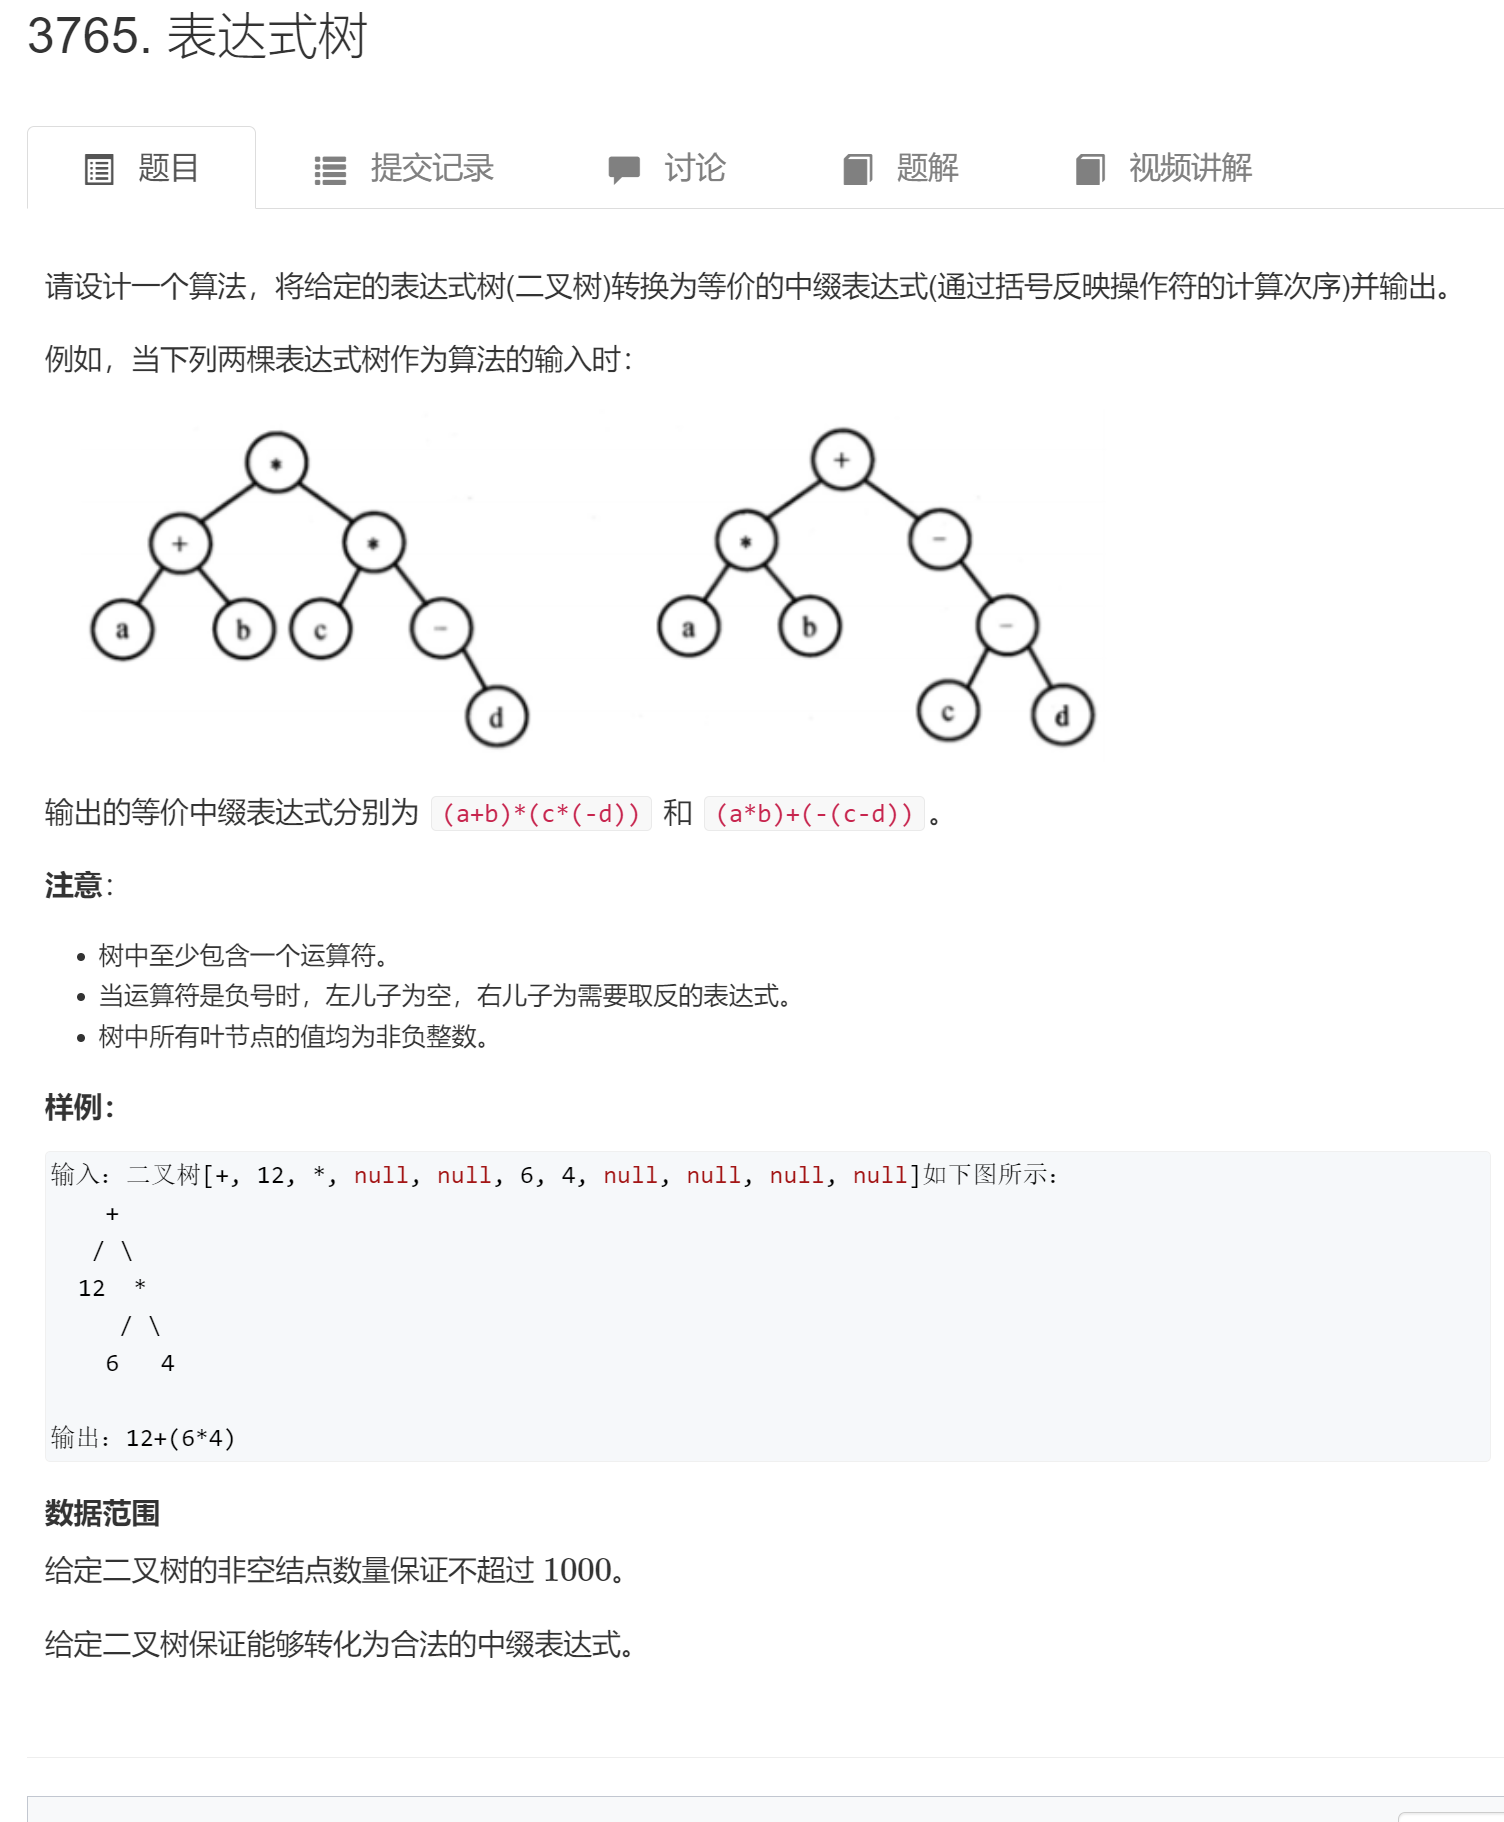 3765. 表达式树
题目 提交记录 讨论 题解 视频讲解
请设计一个算法，将给定的表达式树(二叉树)转换为等价的中缀表达式(通过括号反映操作符的计算次序)并输出。
例如，当下列两棵表达式树作为算法的输入时：
* +
+ * * -
a b c - a b -
d c d
输出的等价中缀表达式分别为 (a+b)*(c*(-d)) 和 (a*b)+(-(c-d)) 。
注意：
• 树中至少包含一个运算符。
• 当运算符是负号时，左儿子为空，右儿子为需要取反的表达式。
• 树中所有叶节点的值均为非负整数。
样例：
输入：二叉树[+, 12, *, null, null, 6, 4, null, null, null, null]如下图所示：
+
/ \
12 *
/ \
6 4
输出：12+(6*4)
数据范围
给定二叉树的非空结点数量保证不超过 1000。
给定二叉树保证能够转化为合法的中缀表达式。